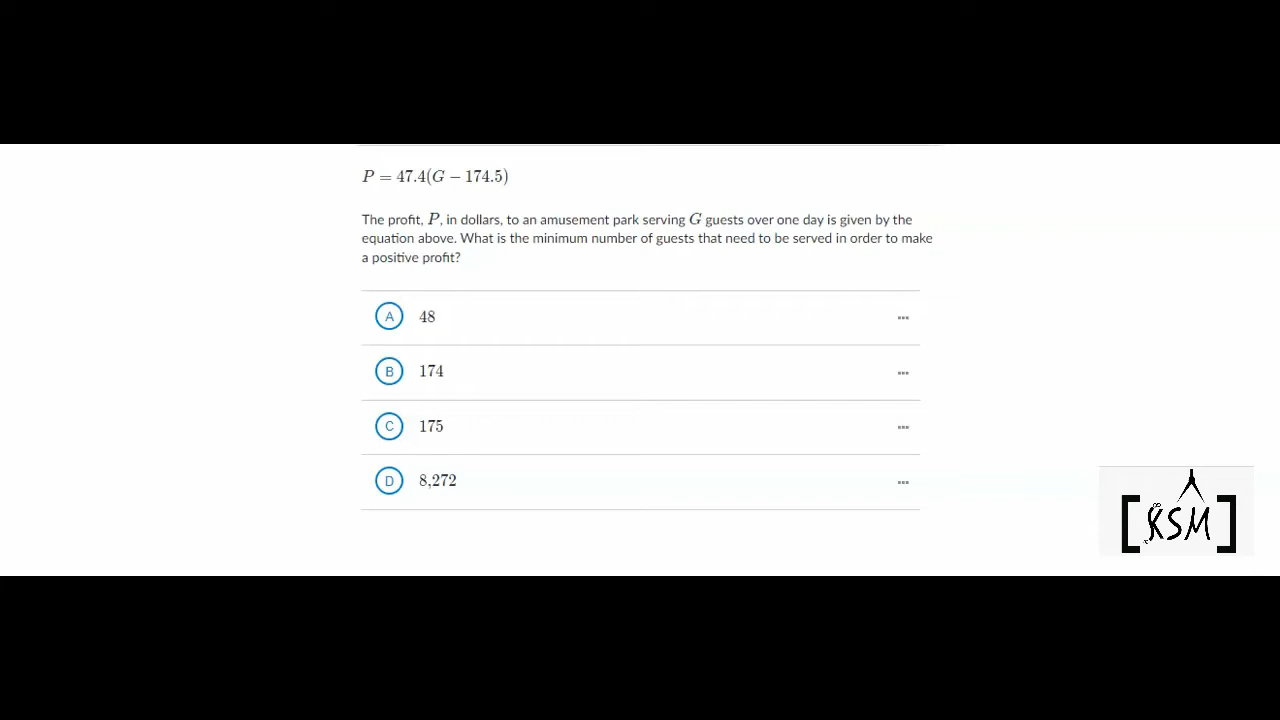 P = 47.4(G − 174.5)
The profit, P, in dollars, to an amusement park serving G guests over one day is given by the
equation above. What is the minimum number of guests that need to be served in order to make
a positive profit?
A 48
B 174
C 175
D 8,272
[KSM]